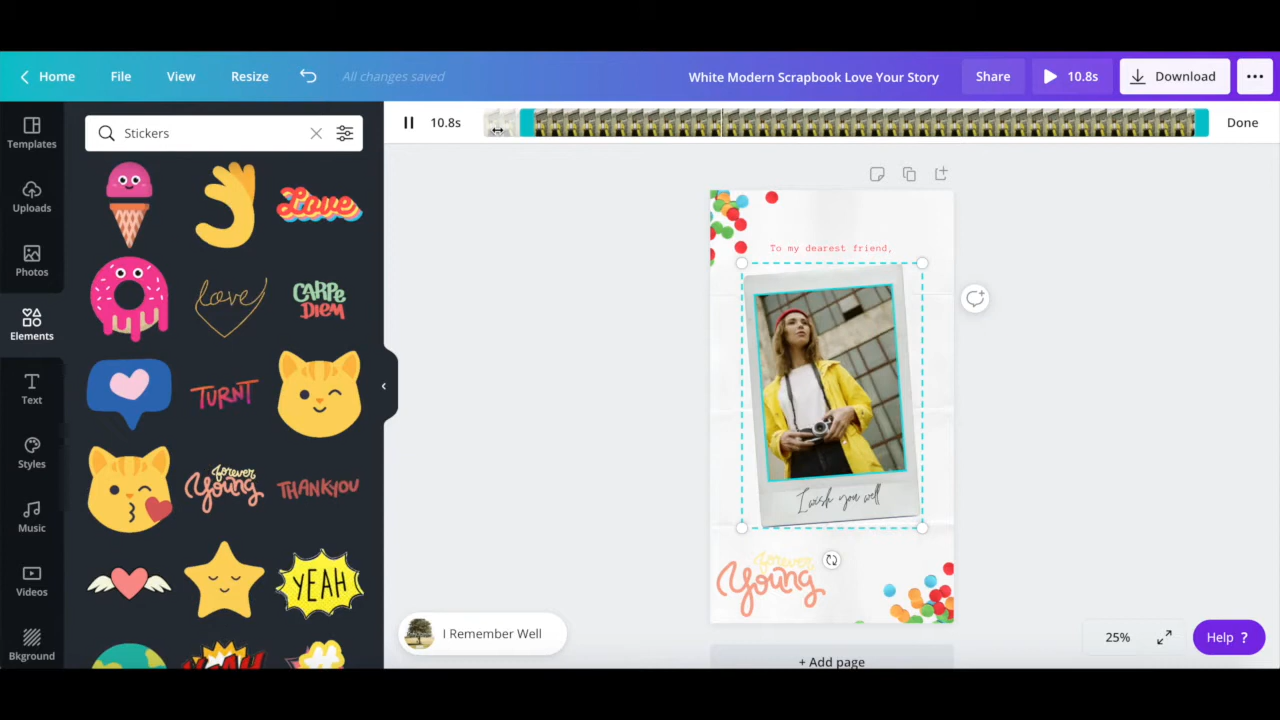 Home File View Resize All changes saved White Modern Scrapbook Love Your Story Share 10.8s Download
Templates
Uploads
Photos
Elements
Text
Styles
Music
Videos
Bkground
Stickers
Love
love
CARPE
DIEM
TURNT
forever
Young
THANKYOU
YEAH
YEAH
10.8s
Done
To my dearest friend,
I wish you well
forever
Young
I Remember Well
+ Add page
25%
Help ?